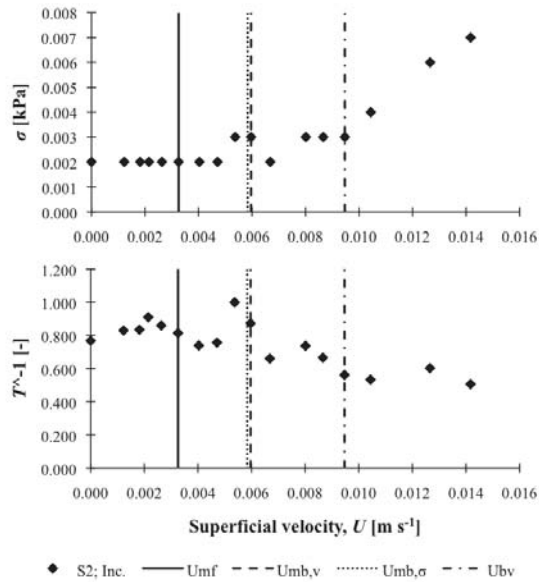 0.008
0.007
0.006
0.005
0.004
0.003
0.002
0.001
0.000
σ [kPa]
0.000 0.002 0.004 0.006 0.008 0.010 0.012 0.014 0.016
1.200
1.000
0.800
0.600
0.400
0.200
0.000
T^-1 [-]
0.000 0.002 0.004 0.006 0.008 0.010 0.012 0.014 0.016
Superficial velocity, U [m s⁻¹]
S2; Inc. Umf Umb,v Umb,σ Ubv